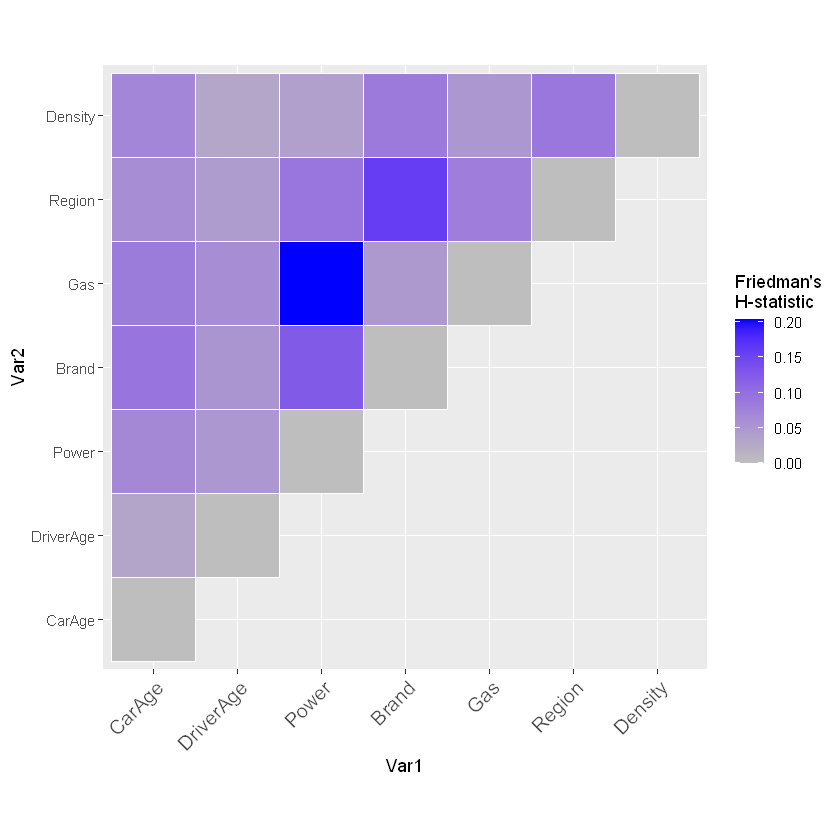 Density
Region
Gas
Brand
Power
DriverAge
CarAge
Var2
CarAge
DriverAge
Power
Brand
Gas
Region
Density
Var1
Friedman's
H-statistic
0.20
0.15
0.10
0.05
0.00